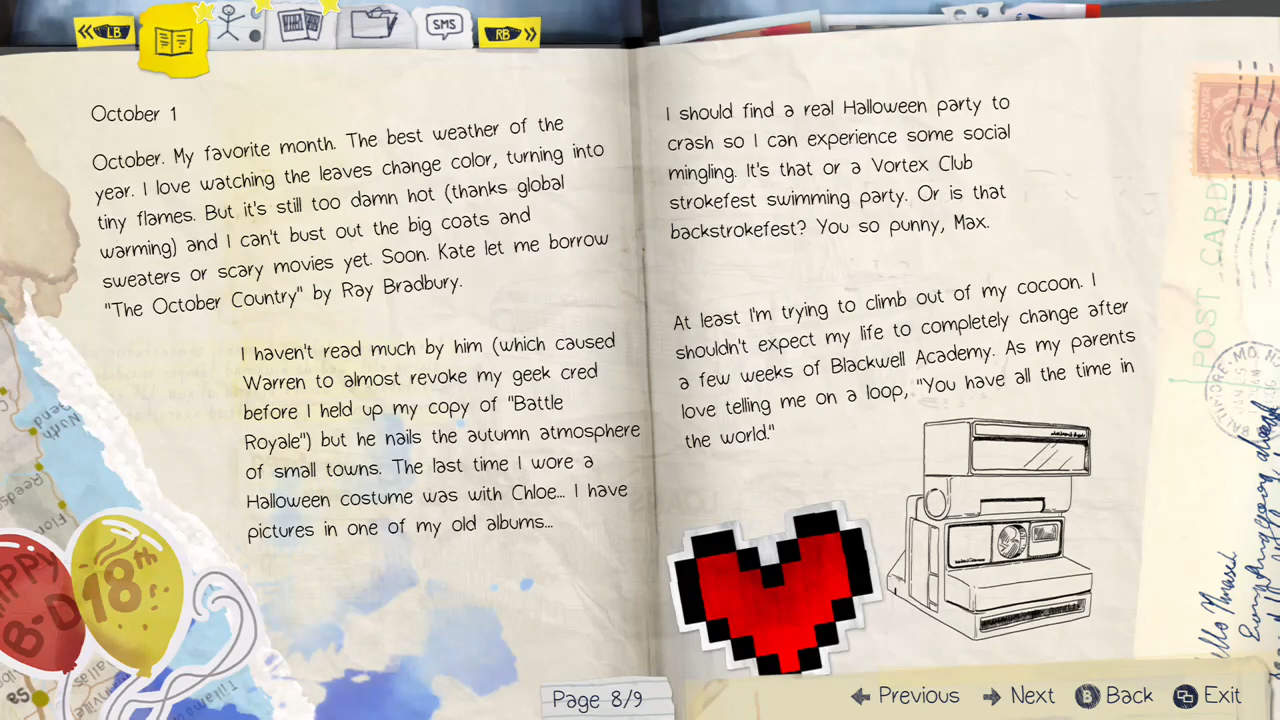 LB
SMS
RB
October 1
October. My favorite month. The best weather of the
year. I love watching the leaves change color, turning into
tiny flames. But it's still too damn hot (thanks global
warming) and I can't bust out the big coats and
sweaters or scary movies yet. Soon. Kate let me borrow
"The October Country" by Ray Bradbury.
I haven't read much by him (which caused
Warren to almost revoke my geek cred
before I held up my copy of "Battle
Royale") but he nails the autumn atmosphere
of small towns. The last time I wore a
Halloween costume was with Chloe... I have
pictures in one of my old albums...
I should find a real Halloween party to
crash so I can experience some social
mingling. It's that or a Vortex Club
strokefest swimming party. Or is that
backstrokefest? You so punny, Max.
At least I'm trying to climb out of my cocoon. I
shouldn't expect my life to completely change after
a few weeks of Blackwell Academy. As my parents
love telling me on a loop, "You have all the time in
the world."
18th
B-D
North
Bend
POST CARD
Page 8/9
Previous
Next
B Back
Exit